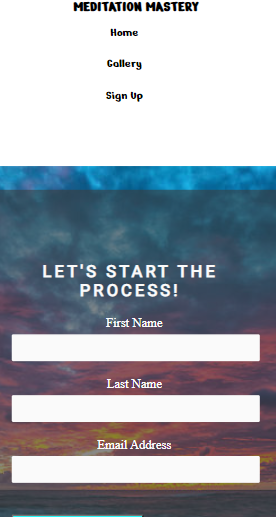 MEDITATION MASTERY
Home
Gallery
Sign Up
LET'S START THE
PROCESS!
First Name
Last Name
Email Address